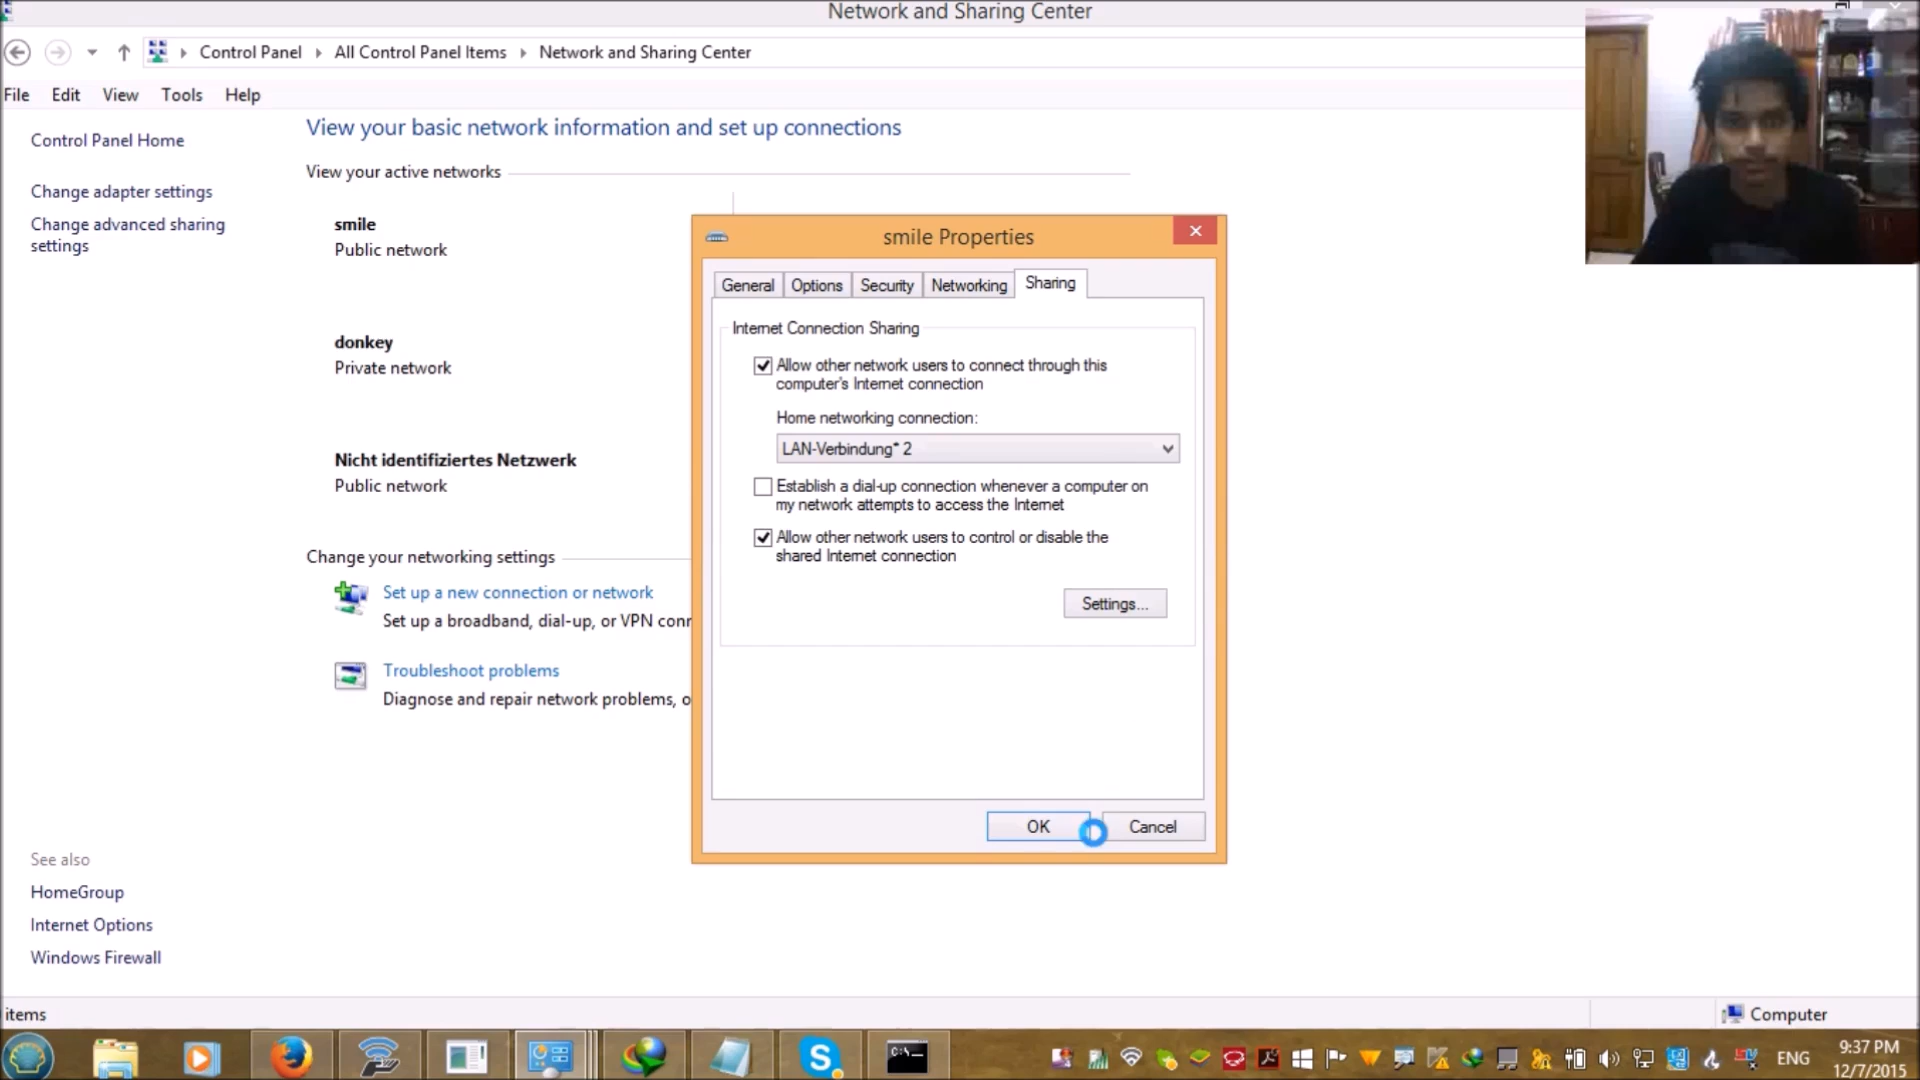 Network and Sharing Center
Control Panel
All Control Panel Items
Network and Sharing Center
File
Edit
View
Tools
Help
Control Panel Home
Change adapter settings
Change advanced sharing
settings
View your basic network information and set up connections
View your active networks
smile
Public network
donkey
Private network
Nicht identifiziertes Netzwerk
Public network
Change your networking settings
Set up a new connection or network
Set up a broadband, dial-up, or VPN conn
Troubleshoot problems
Diagnose and repair network problems, o
smile Properties
General
Options
Security
Networking
Sharing
Internet Connection Sharing
Allow other network users to connect through this
computer's Internet connection
Home networking connection:
LAN-Verbindung* 2
Establish a dial-up connection whenever a computer on
my network attempts to access the Internet
Allow other network users to control or disable the
shared Internet connection
Settings...
OK
Cancel
See also
HomeGroup
Internet Options
Windows Firewall
items
Computer
C:\
ENG
9:37 PM
12/7/2015